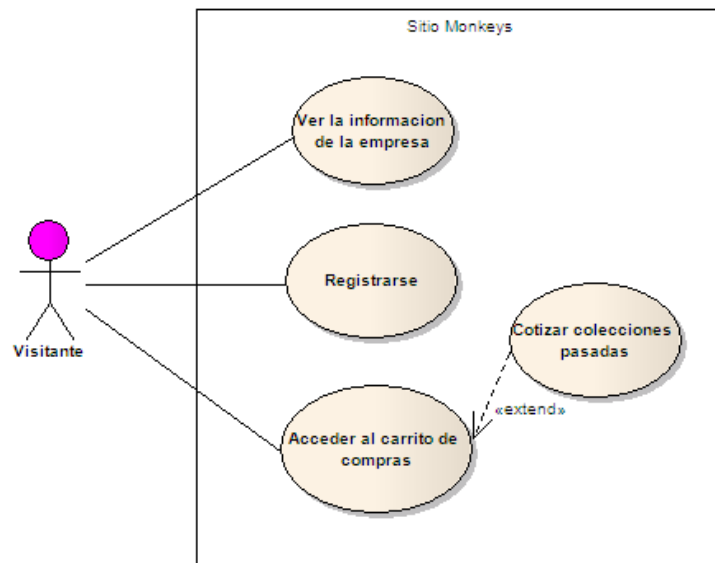 Sitio Monkeys
Ver la informacion
de la empresa
Registrarse
Visitante
Cotizar colecciones
pasadas
«extend»
Acceder al carrito de
compras